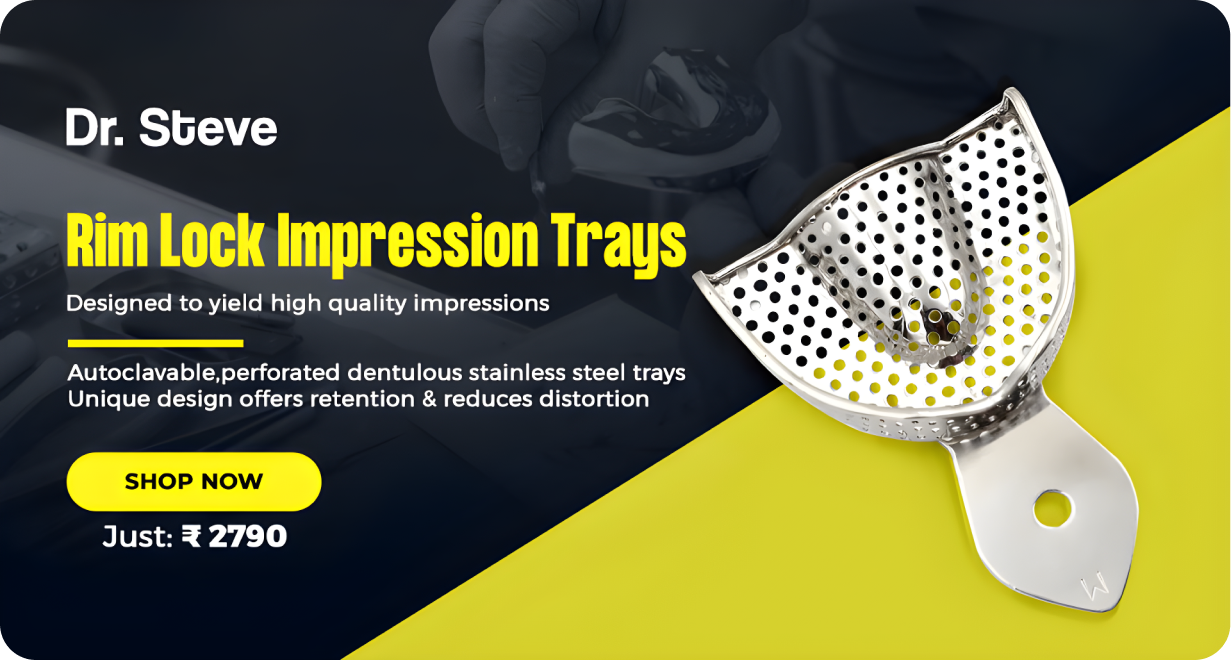 Dr. Steve
Rim Lock Impression Trays
Designed to yield high quality impressions
Autoclavable,perforated dentulous stainless steel trays
Unique design offers retention & reduces distortion
SHOP NOW
Just: ₹ 2790